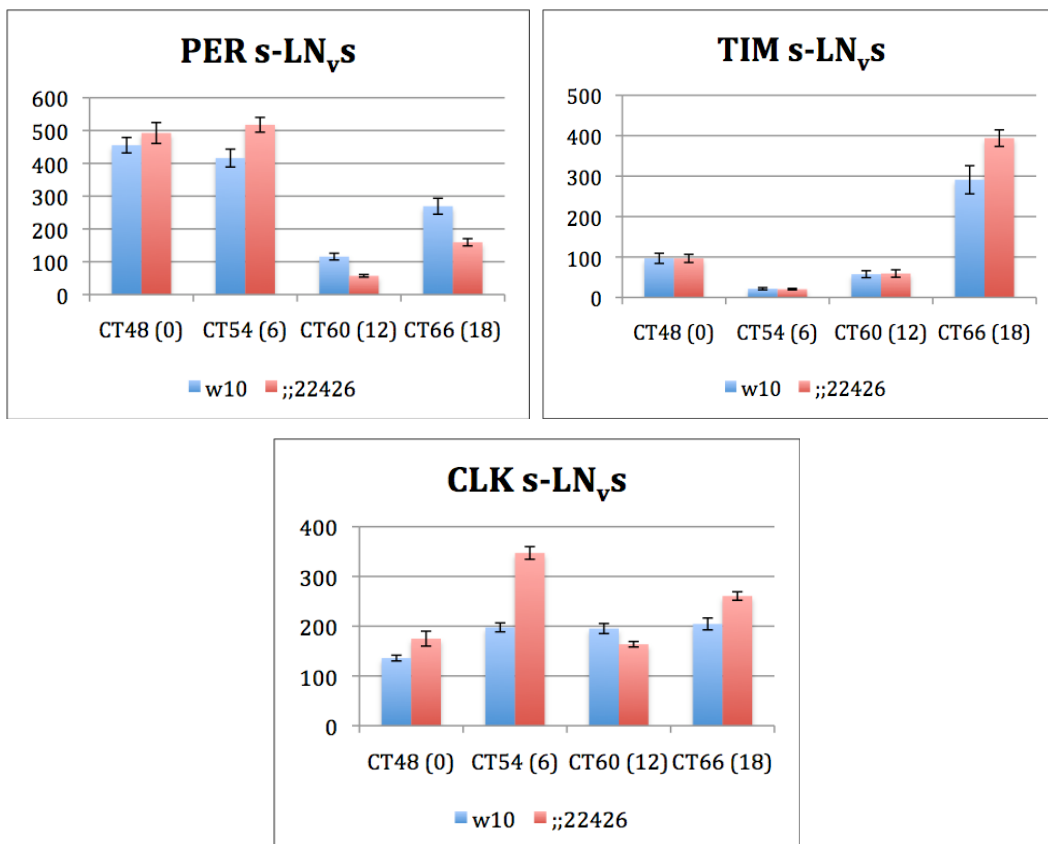 PER s-LNvs
600
500
400
300
200
100
0
CT48 (0) CT54 (6) CT60 (12) CT66 (18)
w10 ;;22426
TIM s-LNvs
500
400
300
200
100
0
CT48 (0) CT54 (6) CT60 (12) CT66 (18)
w10 ;;22426
CLK s-LNvs
400
300
200
100
0
CT48 (0) CT54 (6) CT60 (12) CT66 (18)
w10 ;;22426